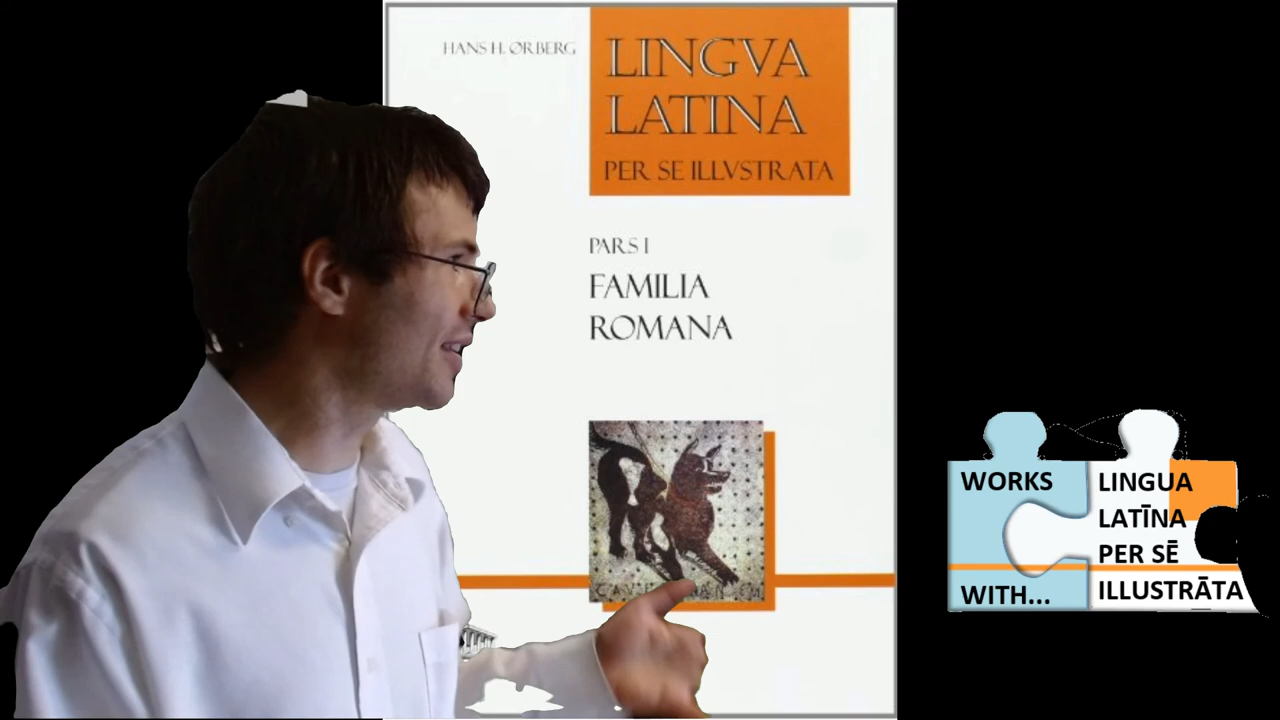 HANS H. ØRBERG
LINGVA
LATINA
PER SE ILLVSTRATA
PARS I
FAMILIA
ROMANA
WORKS
WITH...
LINGUA
LATĪNA
PER SĒ
ILLUSTRĀTA